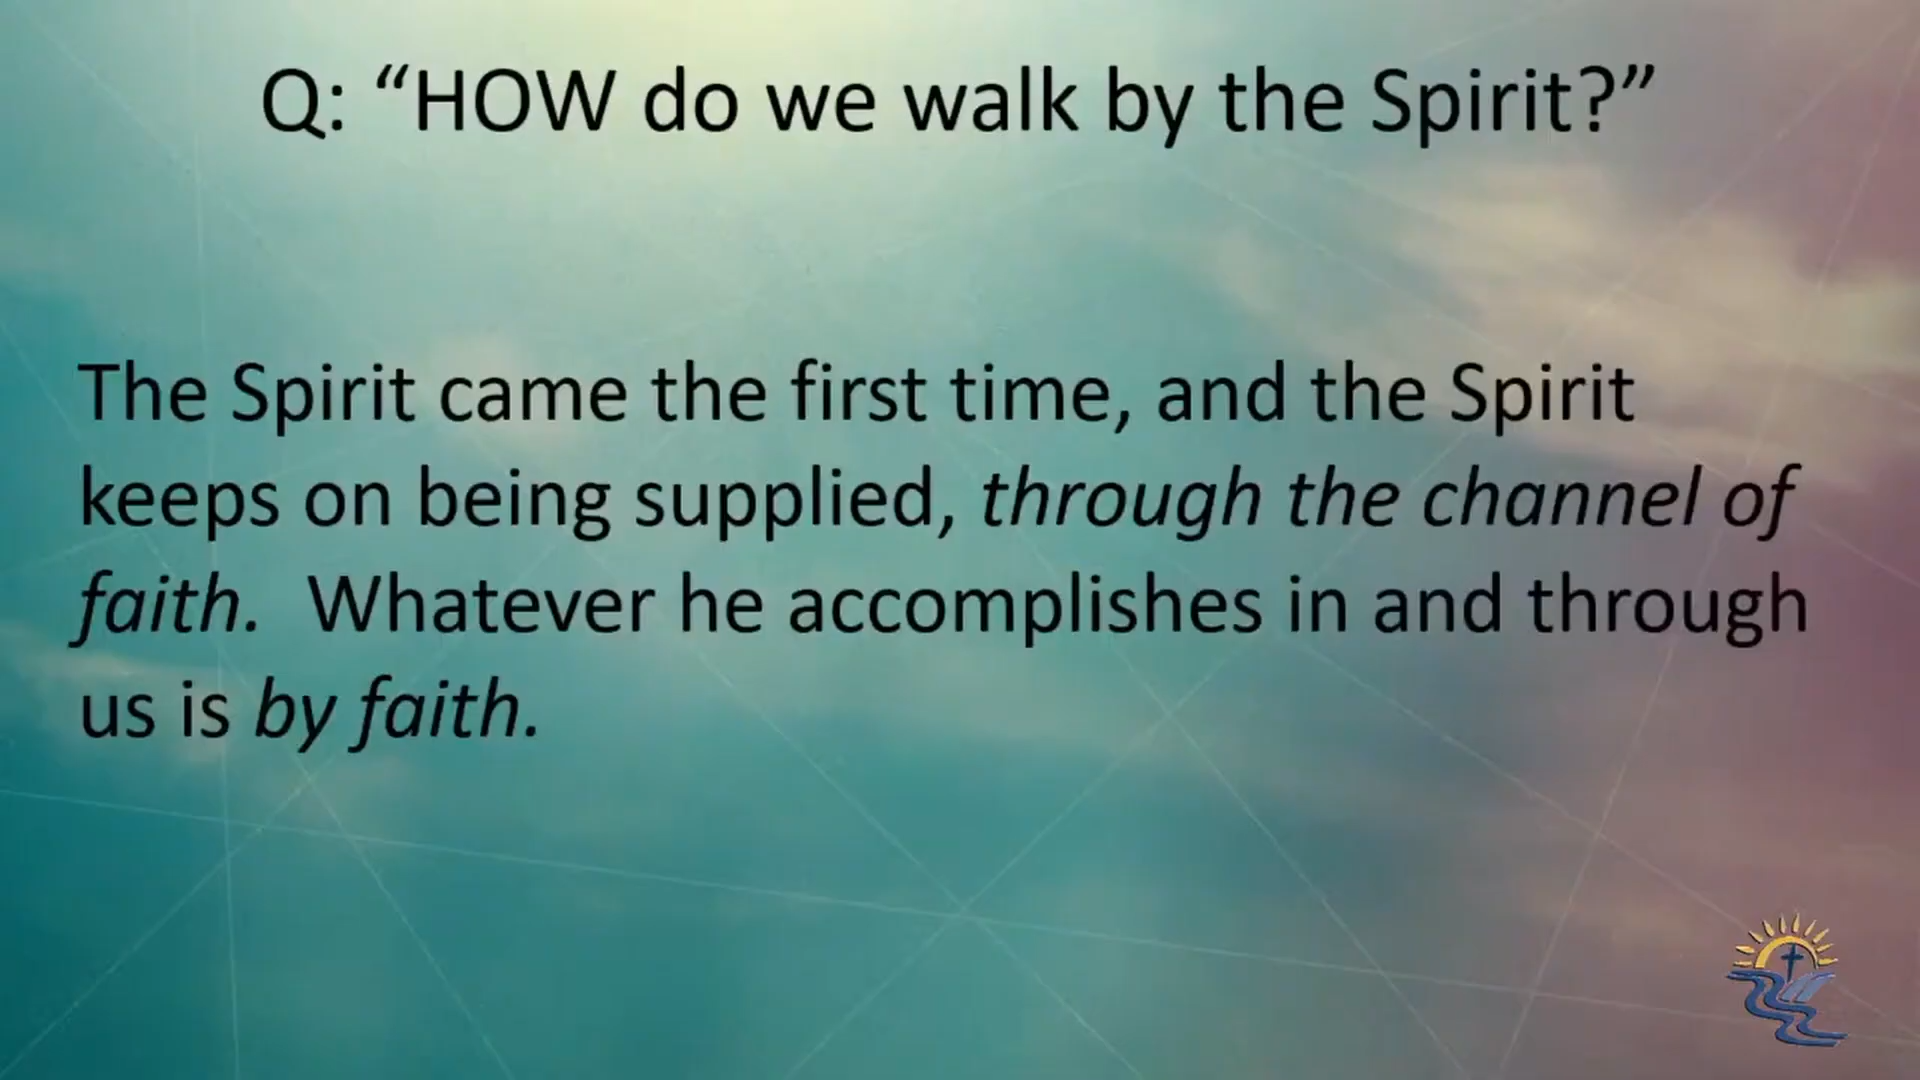 Q: “HOW do we walk by the Spirit?”
The Spirit came the first time, and the Spirit
keeps on being supplied, through the channel of
faith.  Whatever he accomplishes in and through
us is by faith.